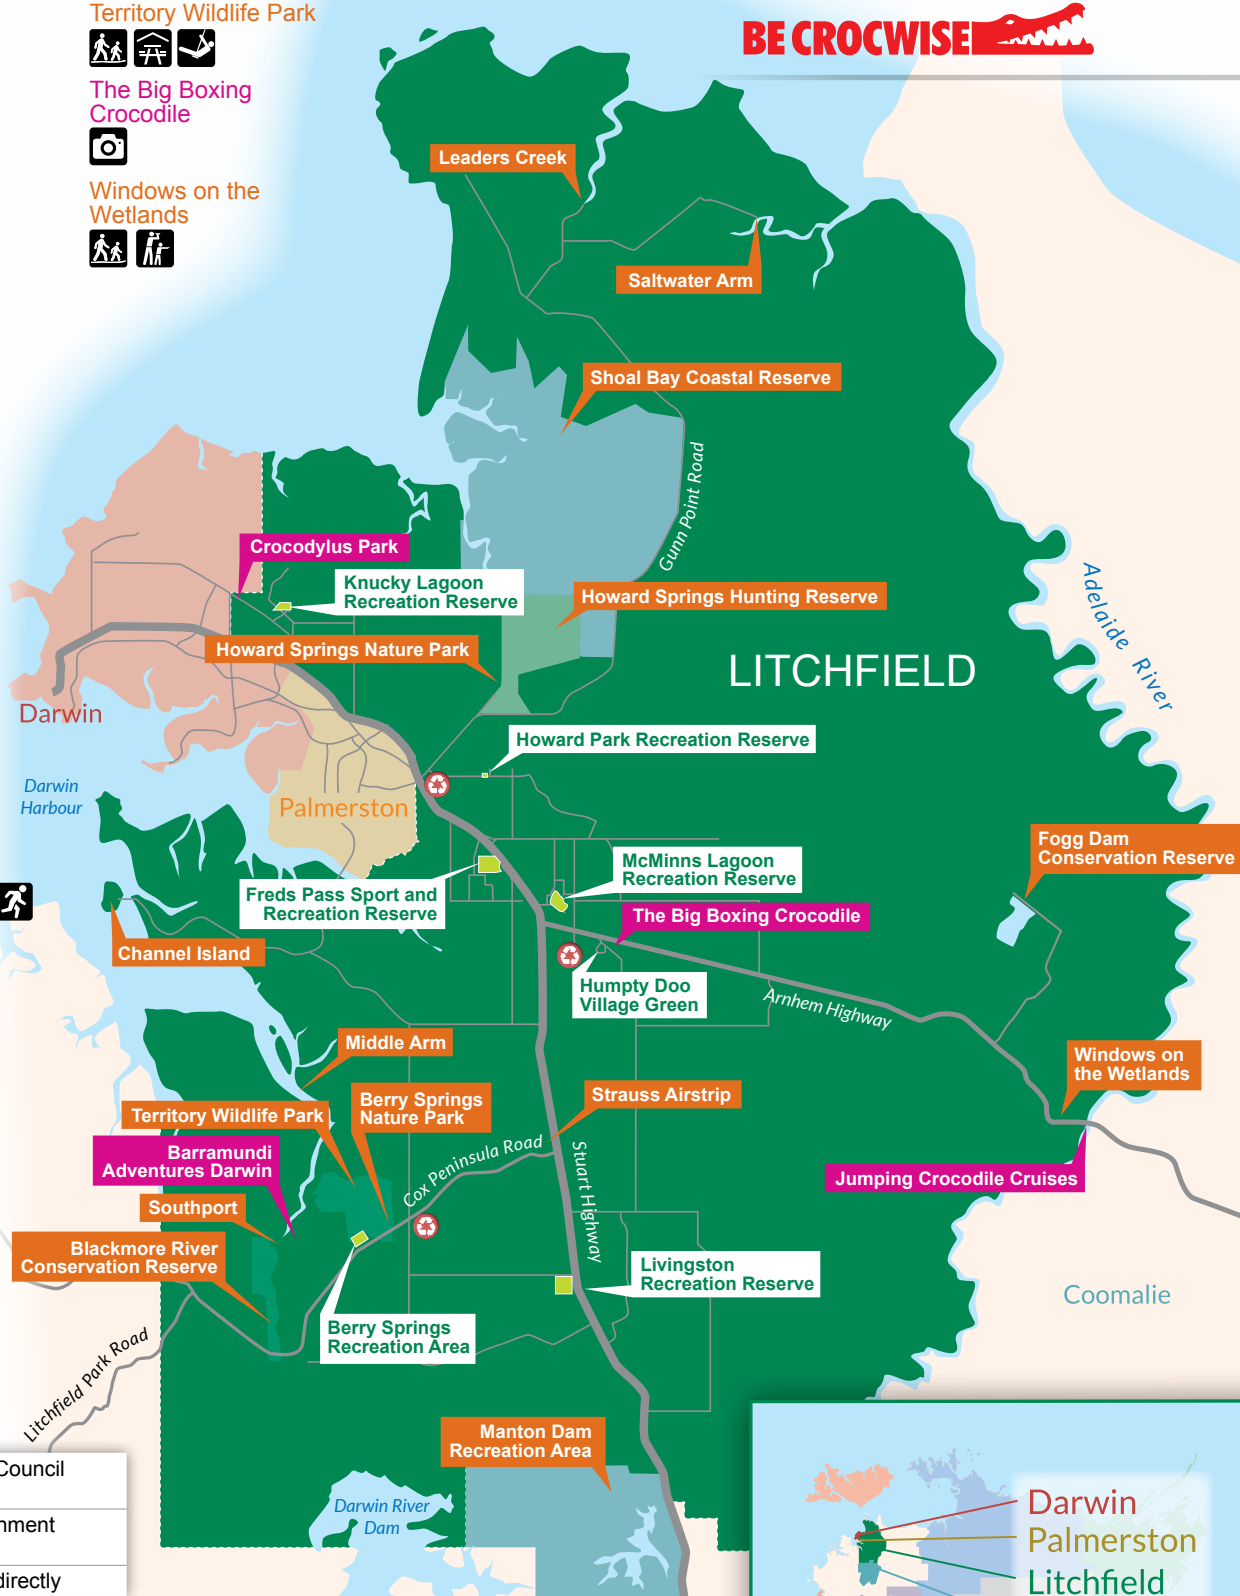 Territory Wildlife Park
The Big Boxing
Crocodile
Windows on the
Wetlands
BE CROCWISE
Leaders Creek
Saltwater Arm
Shoal Bay Coastal Reserve
Gunn Point Road
Crocodylus Park
Knucky Lagoon
Recreation Reserve
Howard Springs Hunting Reserve
Howard Springs Nature Park
Adelaide River
LITCHFIELD
Darwin
Howard Park Recreation Reserve
Darwin
Harbour
Palmerston
Fogg Dam
Conservation Reserve
McMinns Lagoon
Recreation Reserve
Freds Pass Sport and
Recreation Reserve
The Big Boxing Crocodile
Channel Island
Humpty Doo
Village Green
Arnhem Highway
Middle Arm
Windows on
the Wetlands
Berry Springs
Nature Park
Strauss Airstrip
Territory Wildlife Park
Barramundi
Adventures Darwin
Cox Peninsula Road
Stuart Highway
Jumping Crocodile Cruises
Southport
Blackmore River
Conservation Reserve
Livingston
Recreation Reserve
Coomalie
Berry Springs
Recreation Area
Litchfield Park Road
Manton Dam
Recreation Area
Council
Darwin River
Dam
nment
directly
Darwin
Palmerston
Litchfield